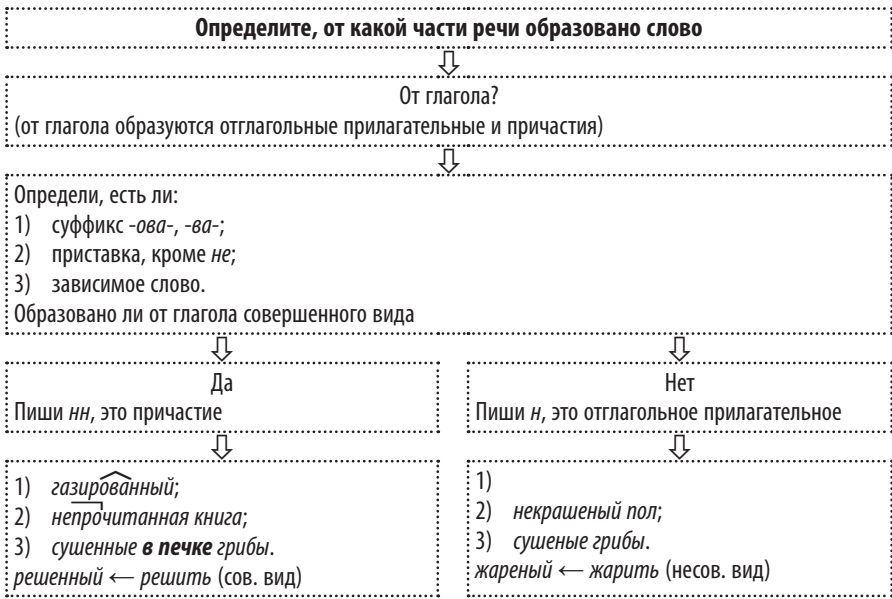 Определите, от какой части речи образовано слово
От глагола?
(от глагола образуются отглагольные прилагательные и причастия)
Определи, есть ли:
1) суффикс -ова-, -ва-;
2) приставка, кроме не;
3) зависимое слово.
Образовано ли от глагола совершенного вида
Да
Пиши нн, это причастие
Нет
Пиши н, это отглагольное прилагательное
1) газированный;
2) непрочитанная книга;
3) сушенные в печке грибы.
решенный ← решить (сов. вид)
1)
2) некрашеный пол;
3) сушеные грибы.
жареный ← жарить (несов. вид)